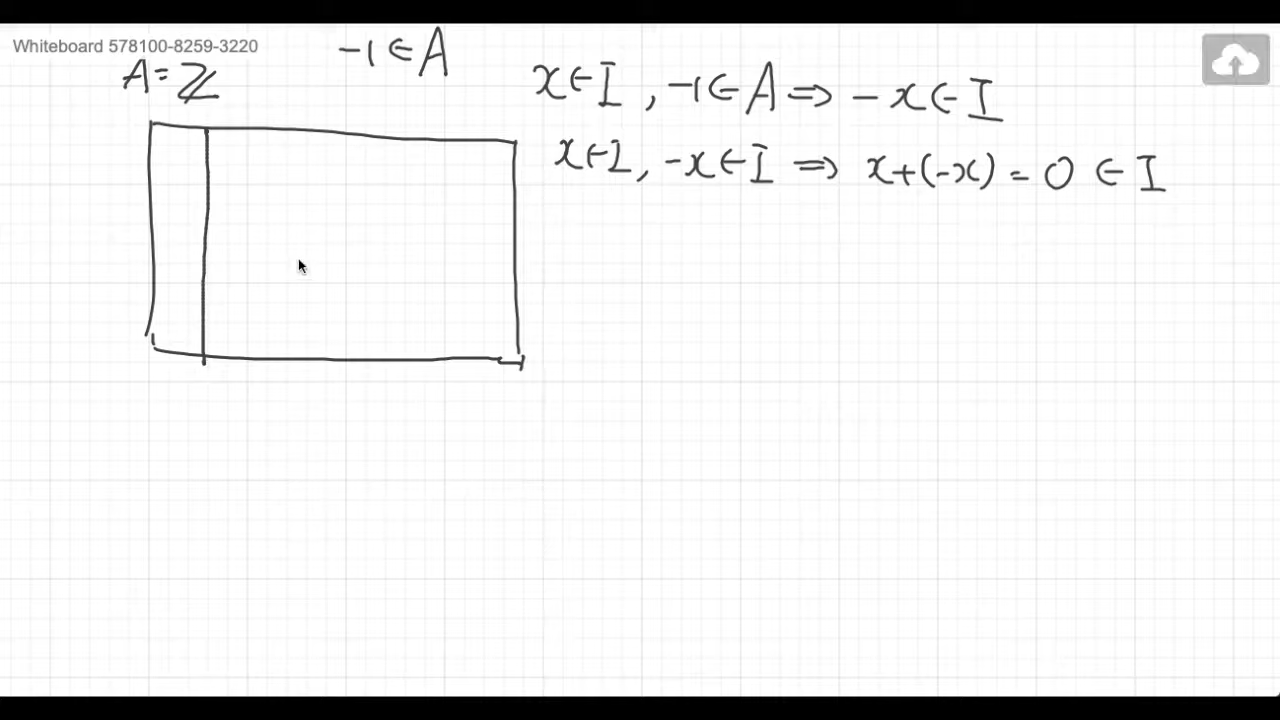 Whiteboard 578100-8259-3220
-1 ∈ A
A = ℤ
x ∈ I , -1 ∈ A ⇒ -x ∈ I
x ∈ I , -x ∈ I ⇒ x+(-x) = 0 ∈ I